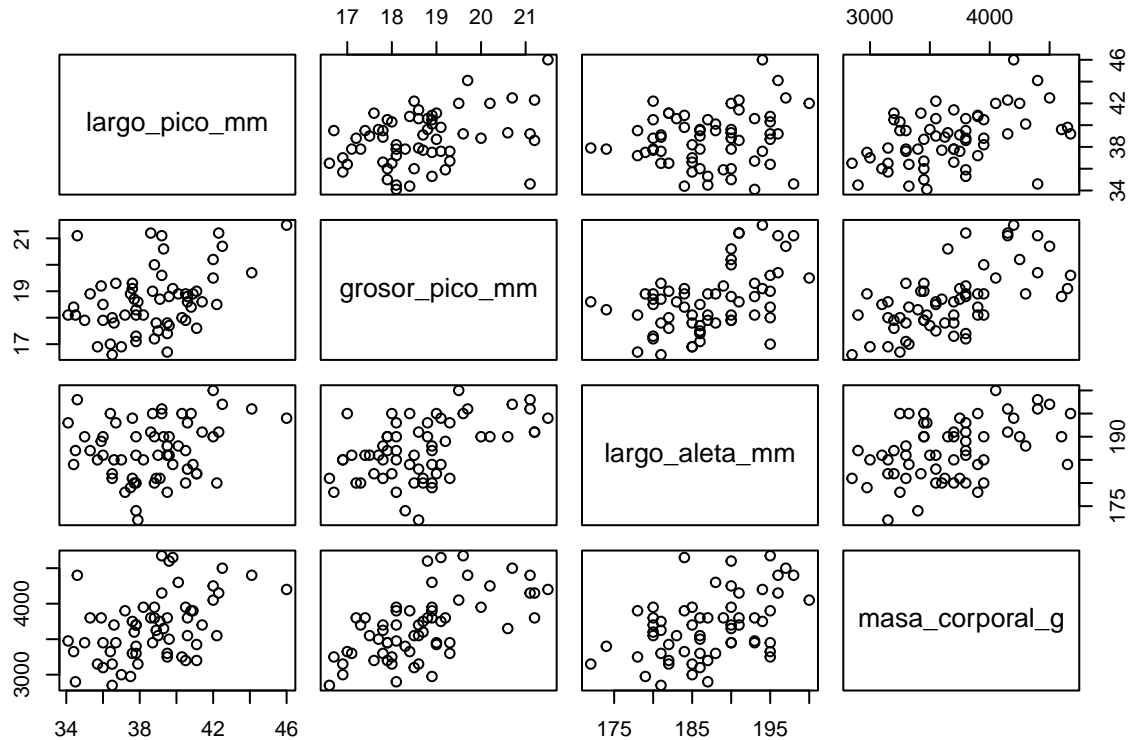 17 18 19 20 21
3000 4000
largo_pico_mm
34 38 42 46
17 19 21
grosor_pico_mm
largo_aleta_mm
175 190
3000 4000
masa_corporal_g
34 38 42 46
175 185 195